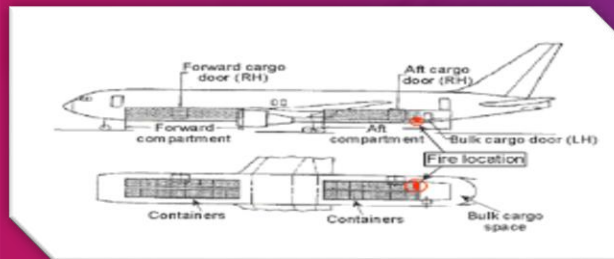 Forward cargo
door (RH)
Aft cargo
door (RH)
Forward
compartment
Aft
compartment
Bulk cargo door (LH)
Fire location
Containers
Containers
Bulk cargo
space